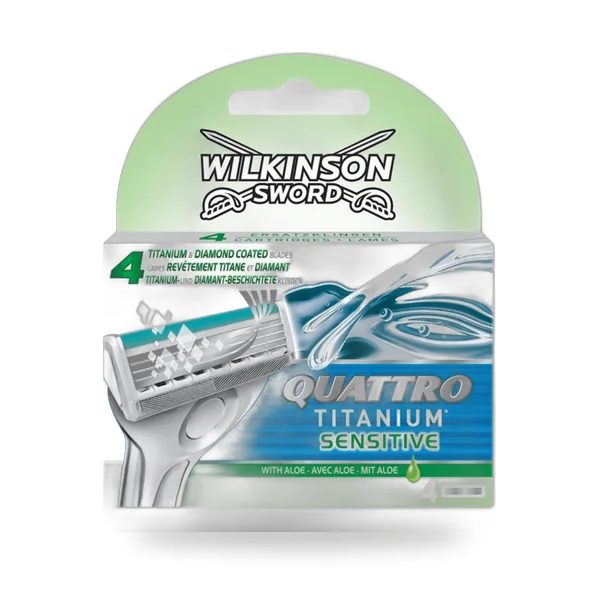 WILKINSON
SWORD
4 ERSATZKLINGEN
CARTRIDGES • LAMES
4
TITANIUM & DIAMOND COATED BLADES
LAMES REVÊTEMENT TITANE ET DIAMANT
TITANIUM- UND DIAMANT-BESCHICHTETE KLINGEN
QUATTRO
TITANIUM
SENSITIVE
WITH ALOE • AVEC ALOE • MIT ALOE
4